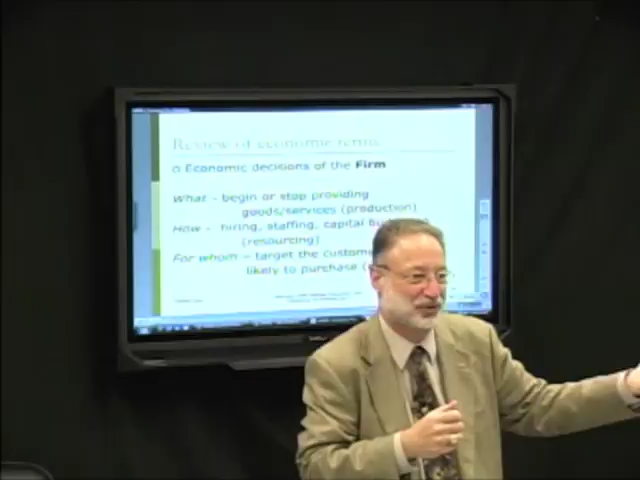 Review of economic terms
Economic decisions of the Firm
What – begin or stop providing
goods/services (production)
How – hiring, staffing, capital
(resourcing)
For whom – target the
likely to purchase